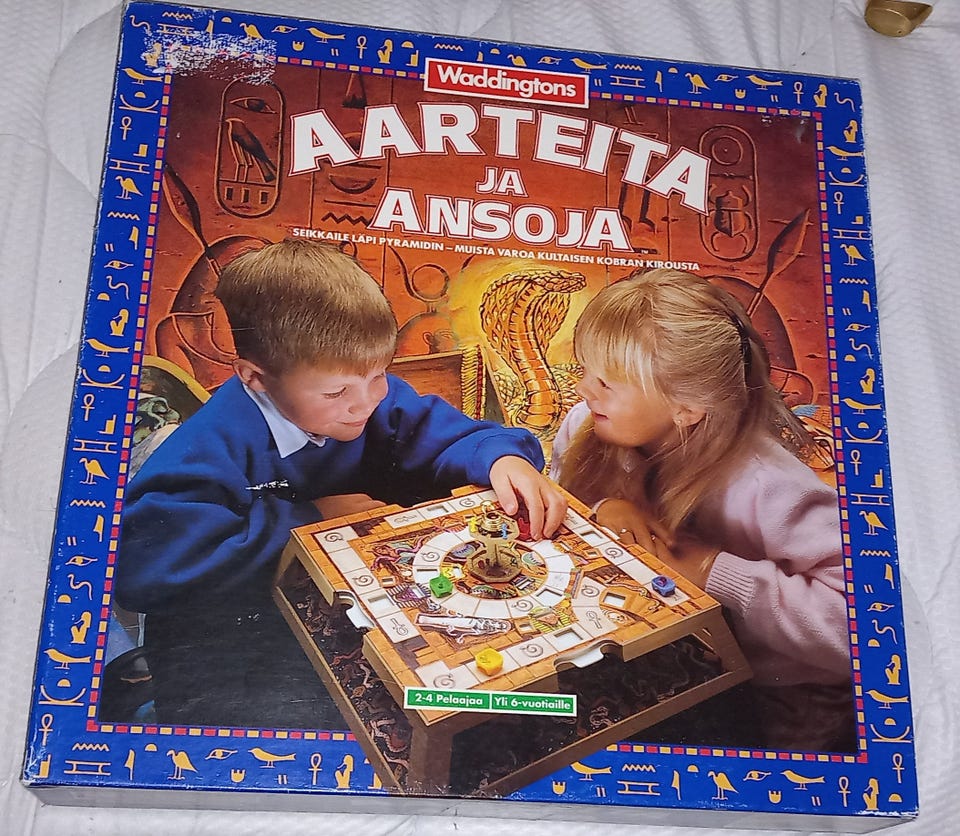 Waddingtons
AARTEITA
JA
ANSOJA
SEIKKAILE LÄPI PYRAMIDIN – MUISTA VAROA KULTAISEN KOBRAN KIROUSTA
2-4 Pelaajaa Yli 6-vuotiaille